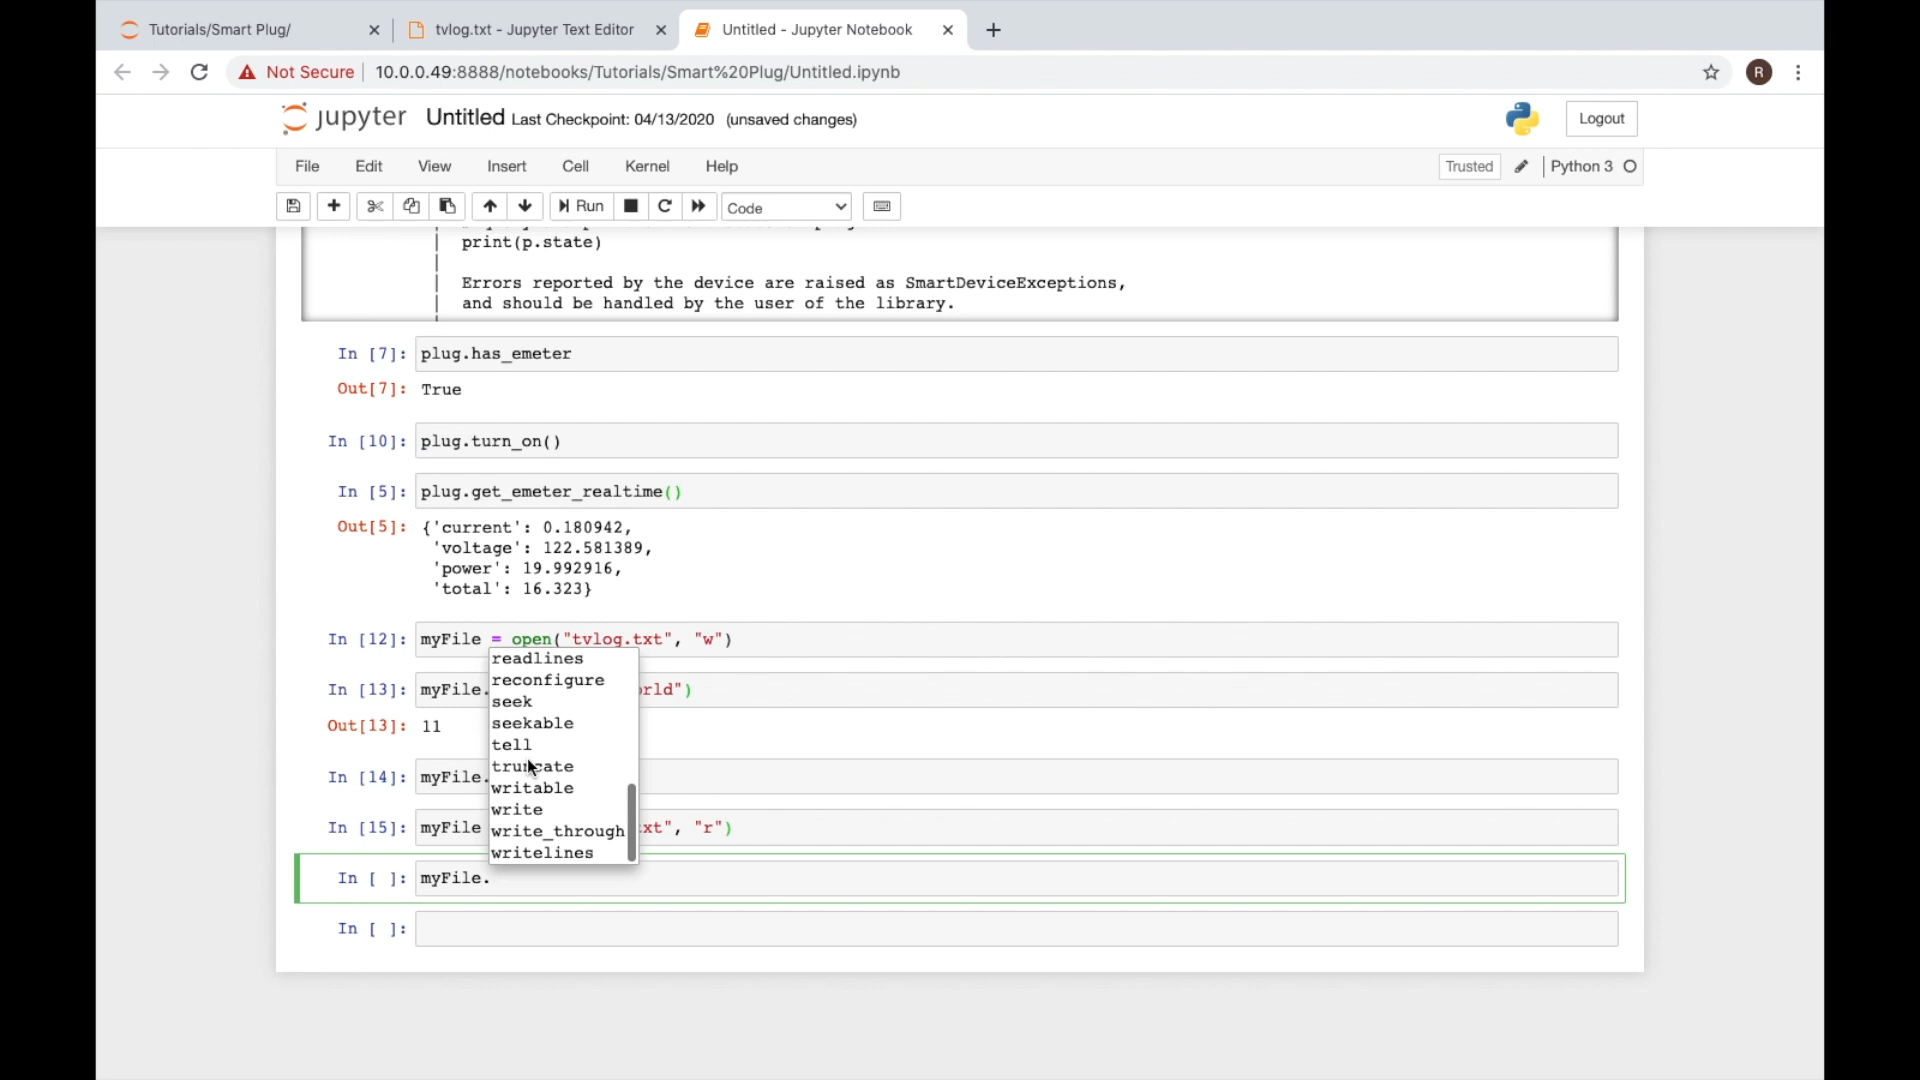 Tutorials/Smart Plug/
tvlog.txt - Jupyter Text Editor
Untitled - Jupyter Notebook
Not Secure
10.0.0.49:8888/notebooks/Tutorials/Smart%20Plug/Untitled.ipynb
R
jupyter Untitled Last Checkpoint: 04/13/2020 (unsaved changes)
Logout
File Edit View Insert Cell Kernel Help
Trusted
Python 3
Run
Code
print(p.state)
Errors reported by the device are raised as SmartDeviceExceptions,
and should be handled by the user of the library.
In [7]: plug.has_emeter
Out[7]: True
In [10]: plug.turn_on()
In [5]: plug.get_emeter_realtime()
Out[5]: {'current': 0.180942,
'voltage': 122.581389,
'power': 19.992916,
'total': 16.323}
In [12]: myFile = open("tvlog.txt", "w")
In [13]: myFile. rld")
Out[13]: 11
In [14]: myFile.
In [15]: myFile xt", "r")
readlines
reconfigure
seek
seekable
tell
truncate
writable
write
write_through
writelines
In [ ]: myFile.
In [ ]: